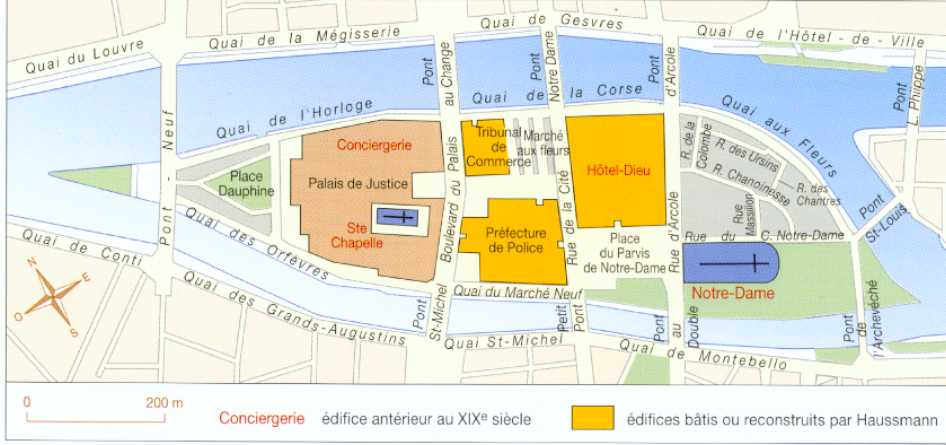 Quai du Louvre
Quai de la Mégisserie
Quai de Gesvres
Quai de l'Hôtel-de-Ville
Pont au Change
Pont Notre Dame
Pont d'Arcole
Pont L. Philippe
Pont - Neuf
Quai de l'Horloge
Quai de la Corse
Quai aux Fleurs
Conciergerie
Tribunal
de
Commerce
Marché
aux fleurs
Hôtel-Dieu
R. de la
Colombe
R. des Ursins
R. Chanoinesse
R. des
Chantres
Place
Dauphine
Palais de Justice
Boulevard du Palais
Rue de la Cité
Rue d'Arcole
Rue
Massillon
Pont
St-Louis
Ste
Chapelle
Préfecture
de Police
Place
du Parvis
de Notre-Dame
Rue du C. Notre-Dame
Notre-Dame
Quai de Conti
Quai des Orfèvres
Quai du Marché Neuf
Quai des Grands-Augustins
Pont
St-Michel
Quai St-Michel
Petit
Pont
Pont
au
Double
Quai de Montebello
Pont
de
l'Archevêché
N
E
O
S
0 200 m
Conciergerie édifice antérieur au XIXe siècle
édifices bâtis ou reconstruits par Haussmann